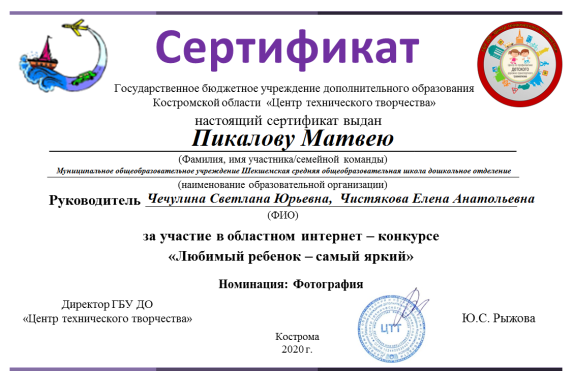 Сертификат
Государственное бюджетное учреждение дополнительного образования
Костромской области «Центр технического творчества»
настоящий сертификат выдан
Пикалову Матвею
(Фамилия, имя участника/семейной команды)
Муниципальное общеобразовательное учреждение Шекшемская средняя общеобразовательная школа дошкольное отделение
(наименование образовательной организации)
Руководитель Чечулина Светлана Юрьевна, Чистякова Елена Анатольевна
(ФИО)
за участие в областном интернет – конкурсе
«Любимый ребенок – самый яркий»
Номинация: Фотография
Директор ГБУ ДО
«Центр технического творчества»
ЦТТ
Ю.С. Рыжова
Кострома
2020 г.